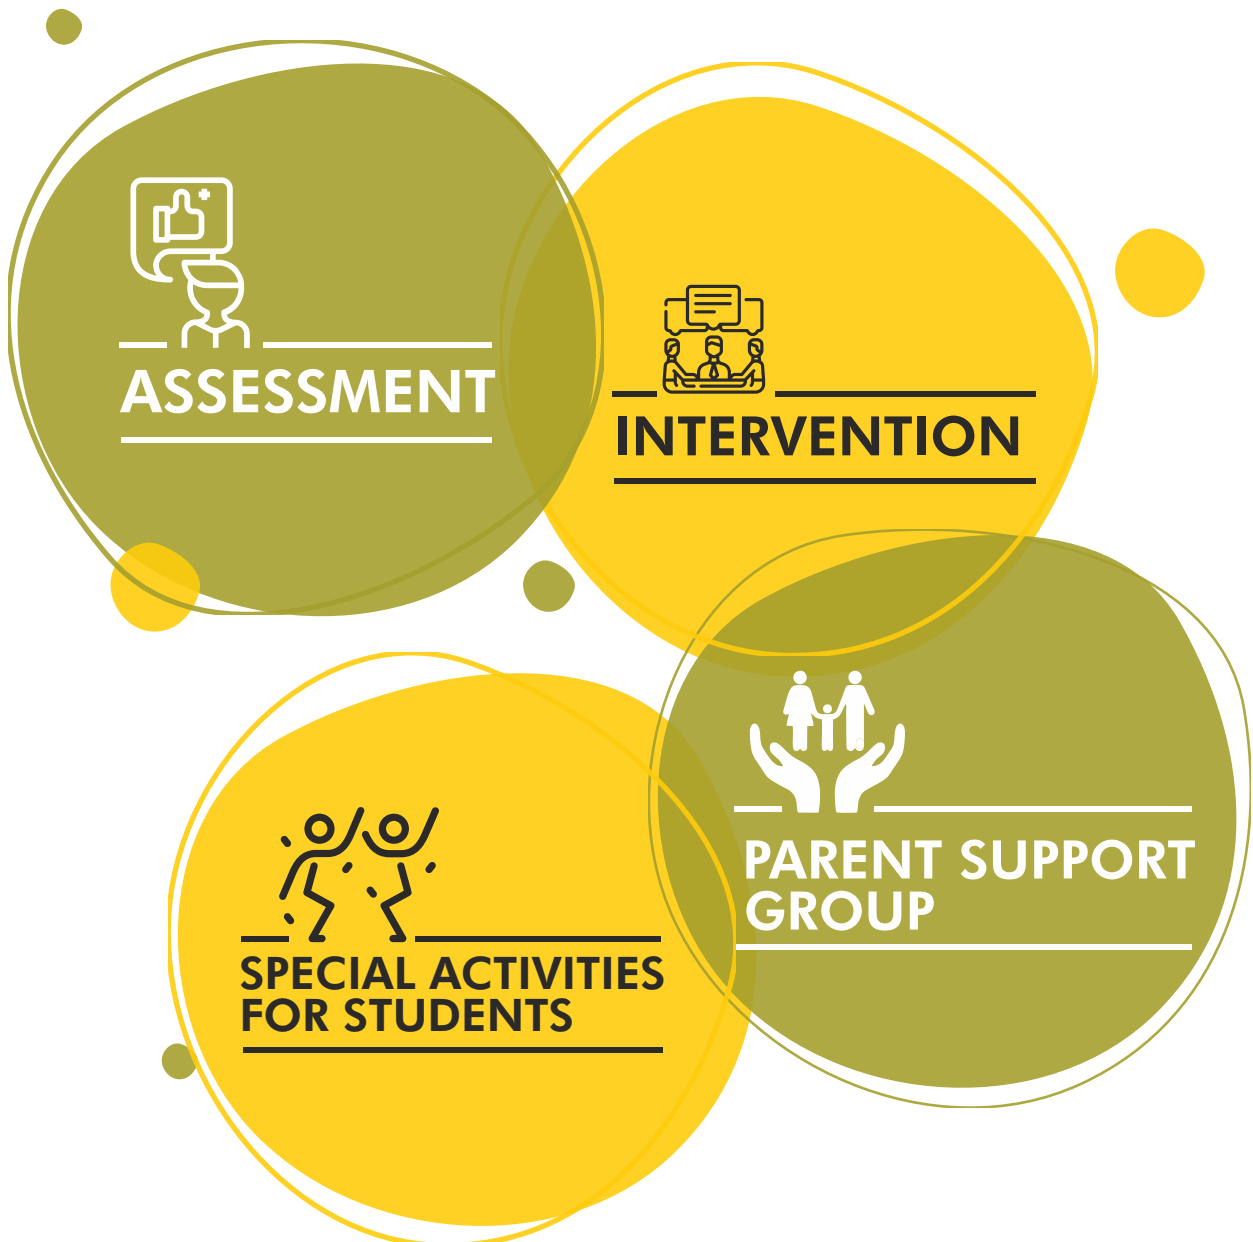 ASSESSMENT
INTERVENTION
PARENT SUPPORT
GROUP
SPECIAL ACTIVITIES
FOR STUDENTS